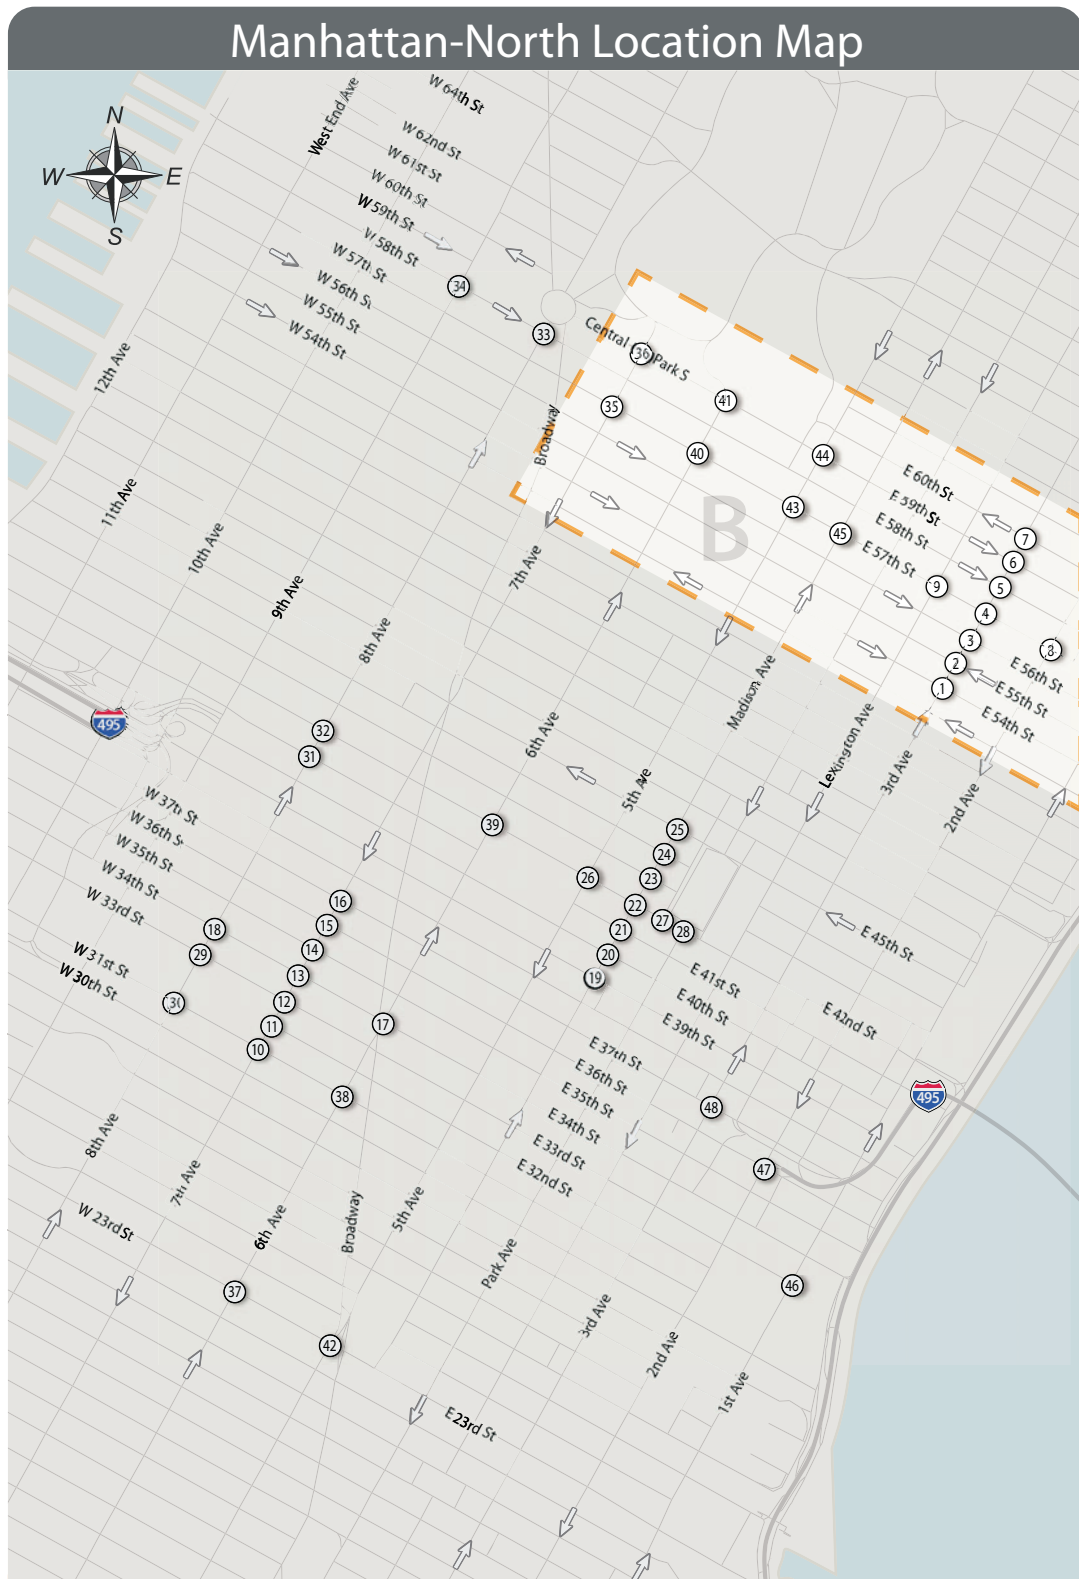 Manhattan-North Location Map
N
W
E
S
West End Ave
W 64th St
W 62nd St
W 61st St
W 60th St
W 59th St
W 58th St
W 57th St
W 56th St
W 55th St
W 54th St
34
33
Central Park S
36
12th Ave
35
41
Broadway
40
44
E 60th St
11th Ave
10th Ave
B
43
45
E 59th St
E 58th St
E 57th St
7
6
9
5
9th Ave
7th Ave
4
8th Ave
3
8
2
E 56th St
1
E 55th St
E 54th St
495
Madison Ave
Lexington Ave
3rd Ave
2nd Ave
32
31
6th Ave
5th Ave
W 37th St
W 36th St
W 35th St
W 34th St
W 33rd St
39
25
24
26
23
16
22
15
27
28
21
18
14
29
20
E 45th St
W 31st St
W 30th St
13
19
E 41st St
30
12
E 40th St
E 42nd St
11
17
E 39th St
10
E 37th St
E 36th St
E 35th St
E 34th St
E 33rd St
E 32nd St
38
48
495
8th Ave
47
7th Ave
W 23rd St
6th Ave
Broadway
5th Ave
Park Ave
37
46
3rd Ave
42
2nd Ave
1st Ave
E 23rd St